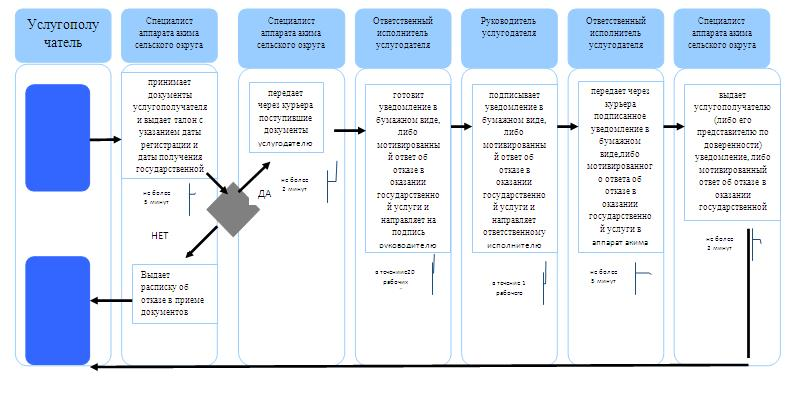 Услугополу
чатель
Специалист
аппарата акима
сельского округа
Специалист
аппарата акима
сельского округа
Ответственный
исполнитель
услугодателя
Руководитель
услугодателя
Ответственный
исполнитель
услугодателя
Специалист
аппарата акима
сельского округа
принимает
документы
услугополучателя
и выдает талон с
указанием даты
регистрации и
даты получения
государственной
не более
5 минут
НЕТ
Выдает
расписку об
отказе в приеме
документов
ДА
передает
через курьера
поступившие
документы
услугодателю
не более
2 минут
готовит
уведомление в
бумажном виде,
либо
мотивированны
й ответ об
отказе в
оказании
государственно
й услуги и
направляет на
подпись
руководителю
в течении20
рабочих
подписывает
уведомление в
бумажном виде,
либо
мотивированны
й ответ об
отказе в
оказании
государственно
й услуги и
направляет
ответственному
исполнителю
в течение 1
рабочего
передает через
курьера
подписанное
уведомление в
бумажном
виде,либо
мотивированног
о ответа об
отказе в
оказании
государственно
й услуги в
аппарат акима
не более
5 минут
выдает
услугополучателю
(либо его
представителю по
доверенности)
уведомление, либо
мотивированный
ответ об отказе в
оказании
государственной
не более
2 минут